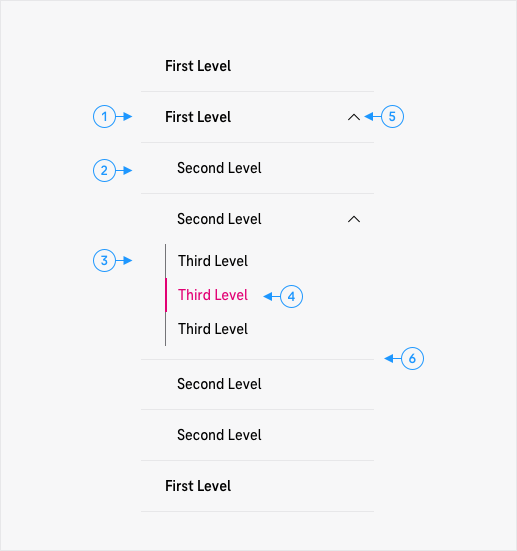 First Level
1 First Level 5
2 Second Level
Second Level
3 Third Level
Third Level 4
Third Level
6
Second Level
Second Level
First Level